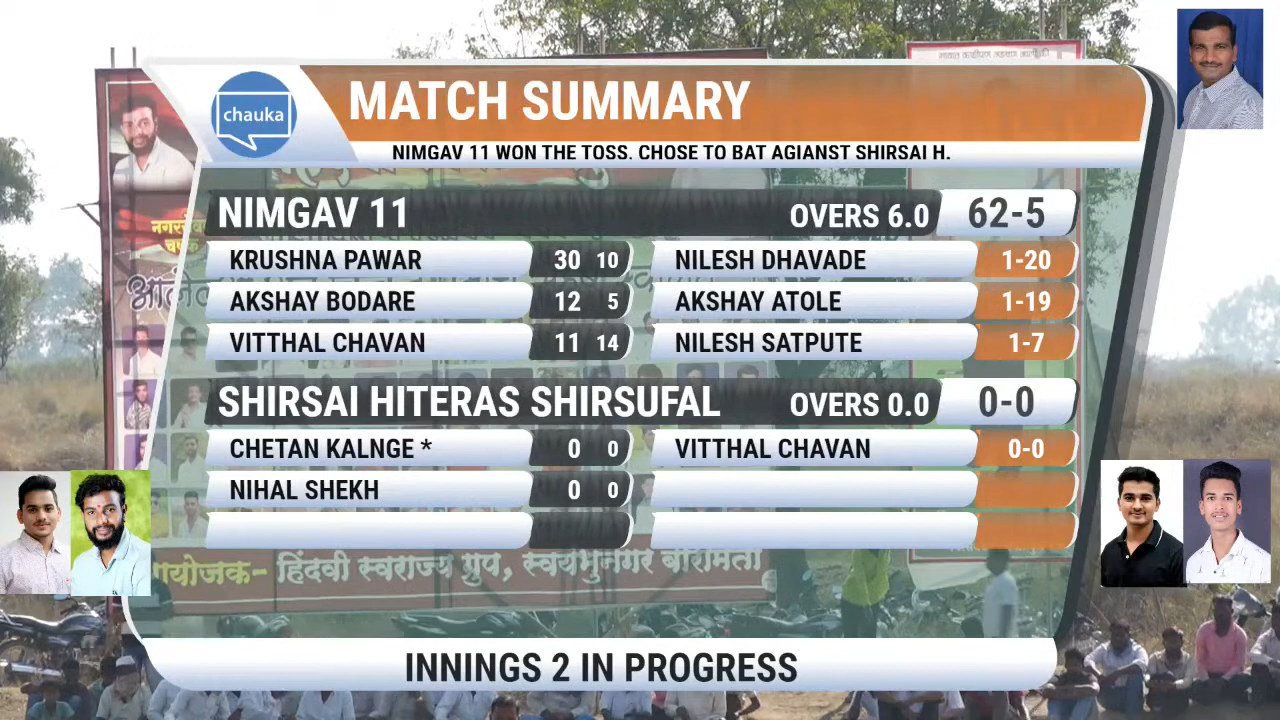 chauka
MATCH SUMMARY
NIMGAV 11 WON THE TOSS. CHOSE TO BAT AGIANST SHIRSAI H.
NIMGAV 11 OVERS 6.0 62-5
KRUSHNA PAWAR 30 10 NILESH DHAVADE 1-20
AKSHAY BODARE 12 5 AKSHAY ATOLE 1-19
VITTHAL CHAVAN 11 14 NILESH SATPUTE 1-7
SHIRSAI HITERAS SHIRSUFAL OVERS 0.0 0-0
CHETAN KALNGE * 0 0 VITTHAL CHAVAN 0-0
NIHAL SHEKH 0 0
हिंदवी स्वराज्य ग्रुप, स्वयंभुनगर बारामती
INNINGS 2 IN PROGRESS